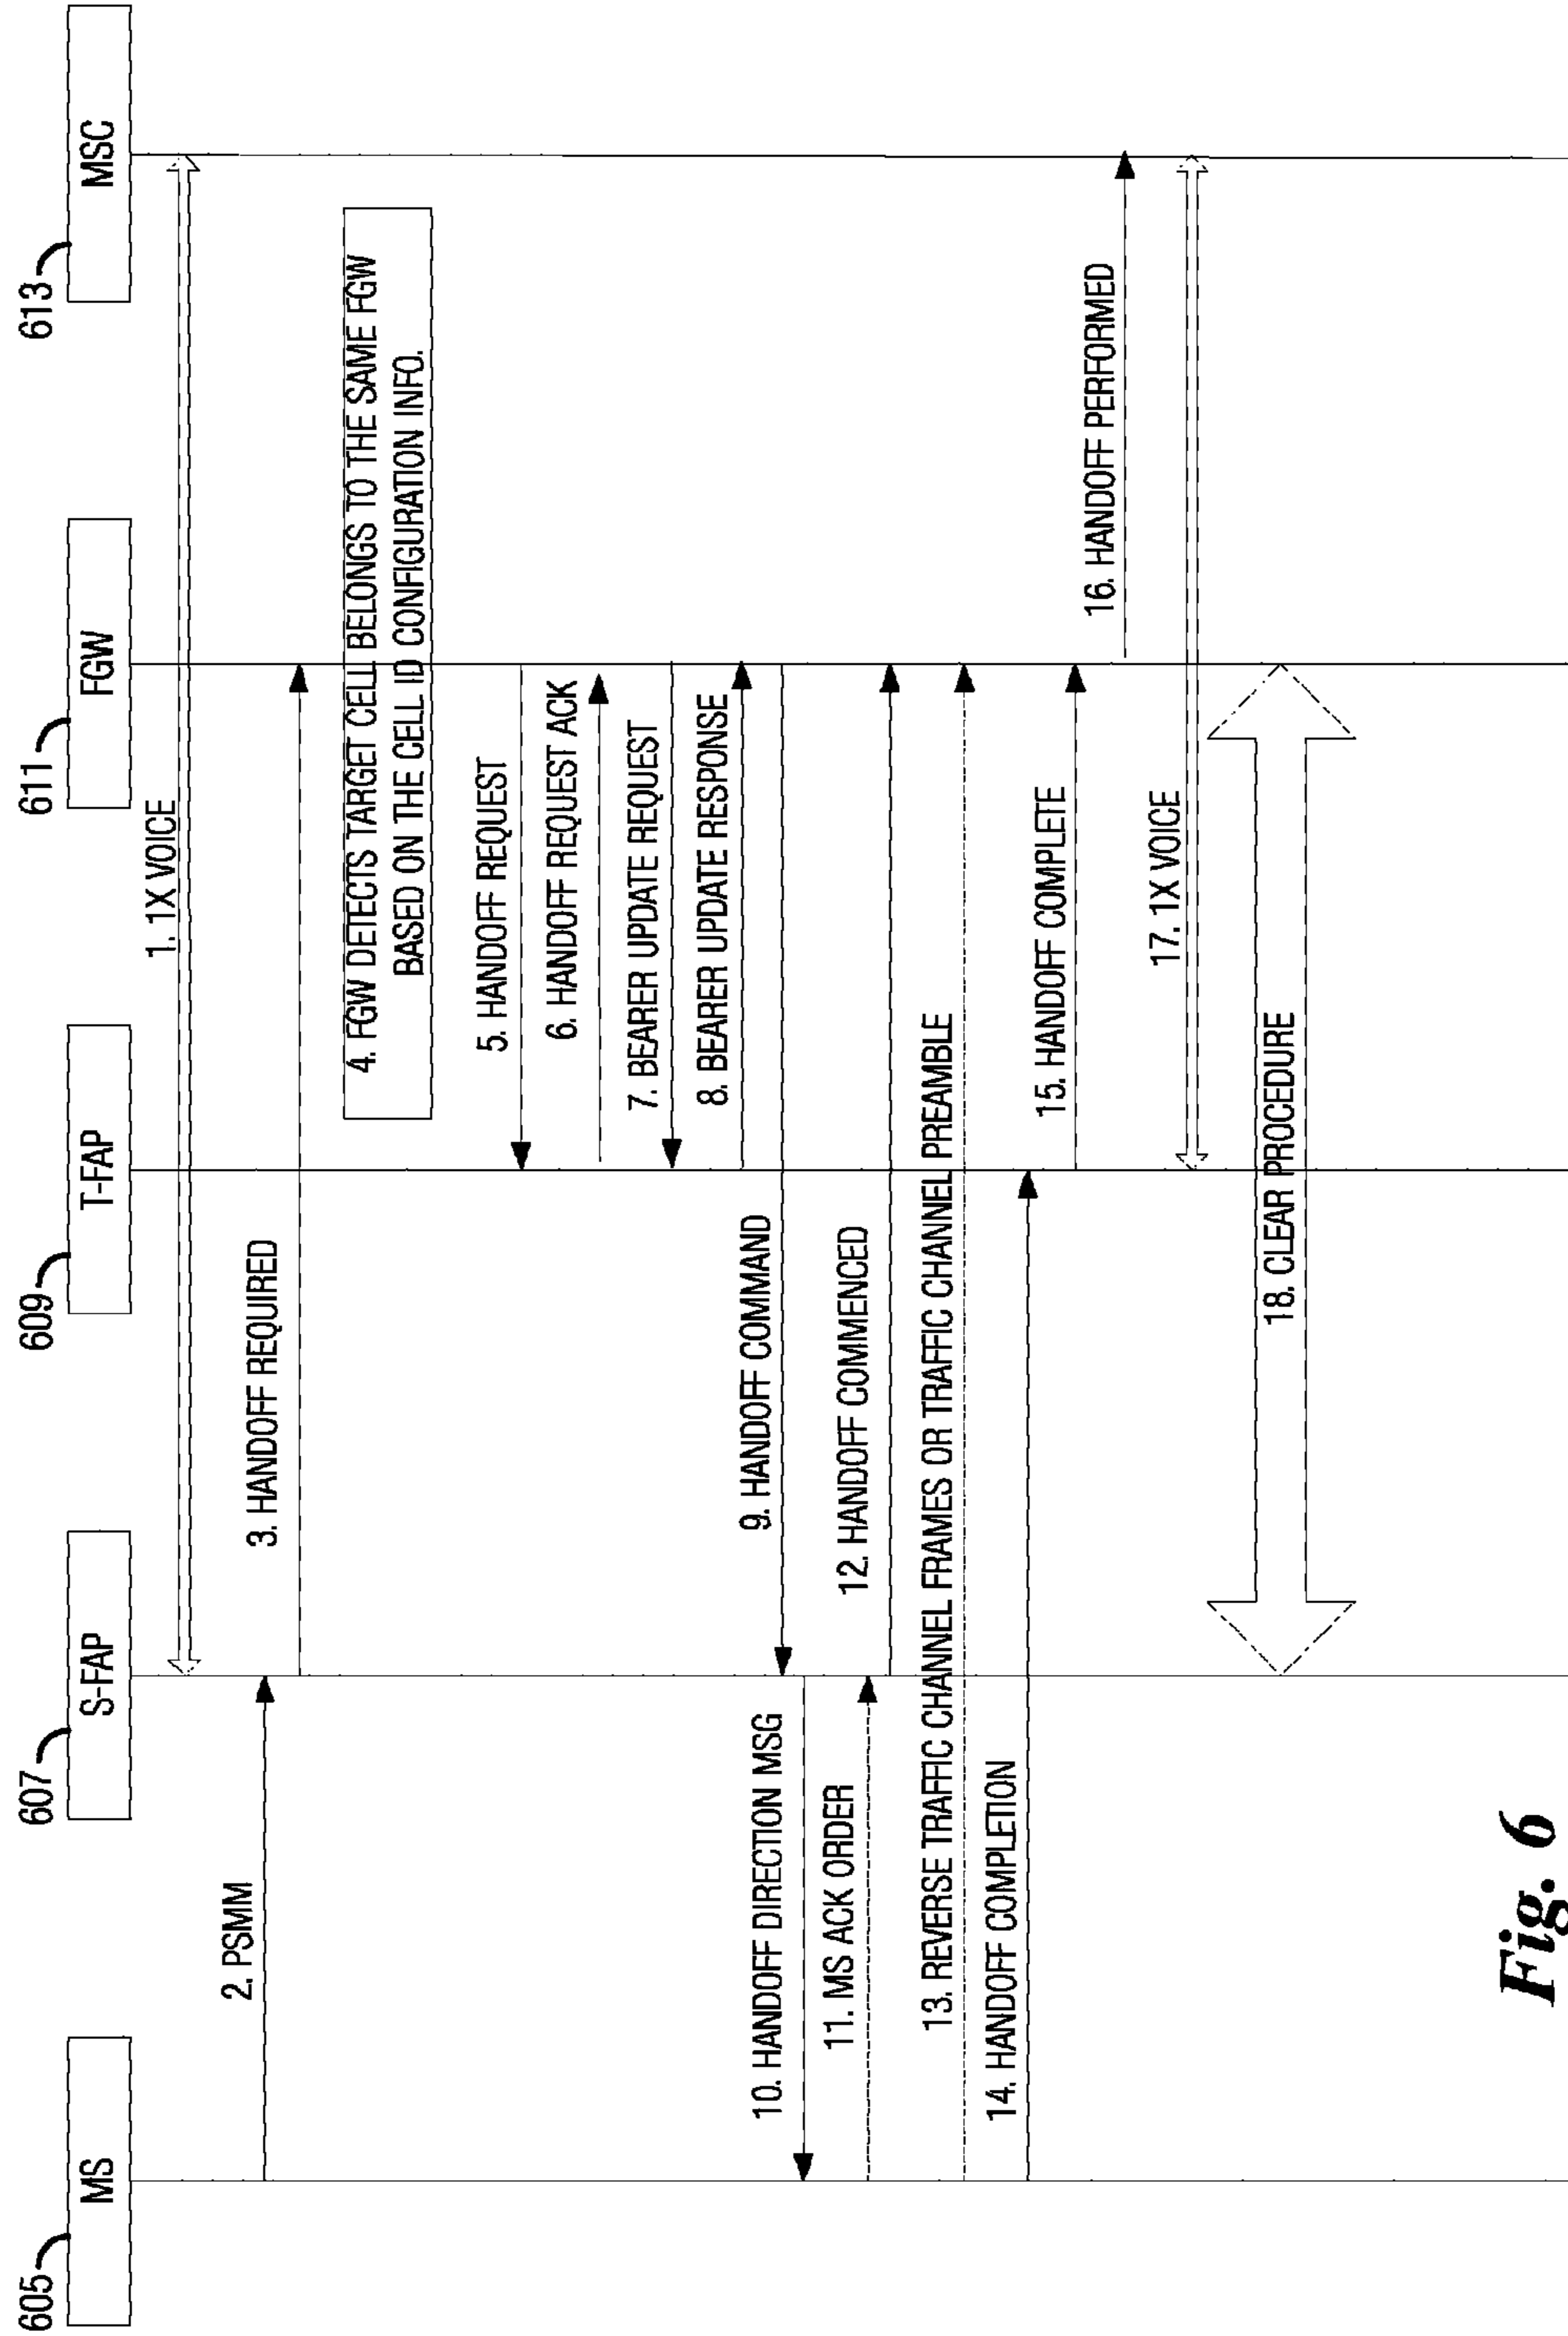 605
607
609
611
613
MS
S-FAP
T-FAP
FGW
MSC
1. 1X VOICE
2. PSMM
3. HANDOFF REQUIRED
4. FGW DETECTS TARGET CELL BELONGS TO THE SAME FGW
BASED ON THE CELL ID CONFIGURATION INFO.
5. HANDOFF REQUEST
6. HANDOFF REQUEST ACK
7. BEARER UPDATE REQUEST
8. BEARER UPDATE RESPONSE
9. HANDOFF COMMAND
10. HANDOFF DIRECTION MSG
11. MS ACK ORDER
12. HANDOFF COMMENCED
13. REVERSE TRAFFIC CHANNEL FRAMES OR TRAFFIC CHANNEL PREAMBLE
14. HANDOFF COMPLETION
15. HANDOFF COMPLETE
16. HANDOFF PERFORMED
17. 1X VOICE
18. CLEAR PROCEDURE
Fig. 6